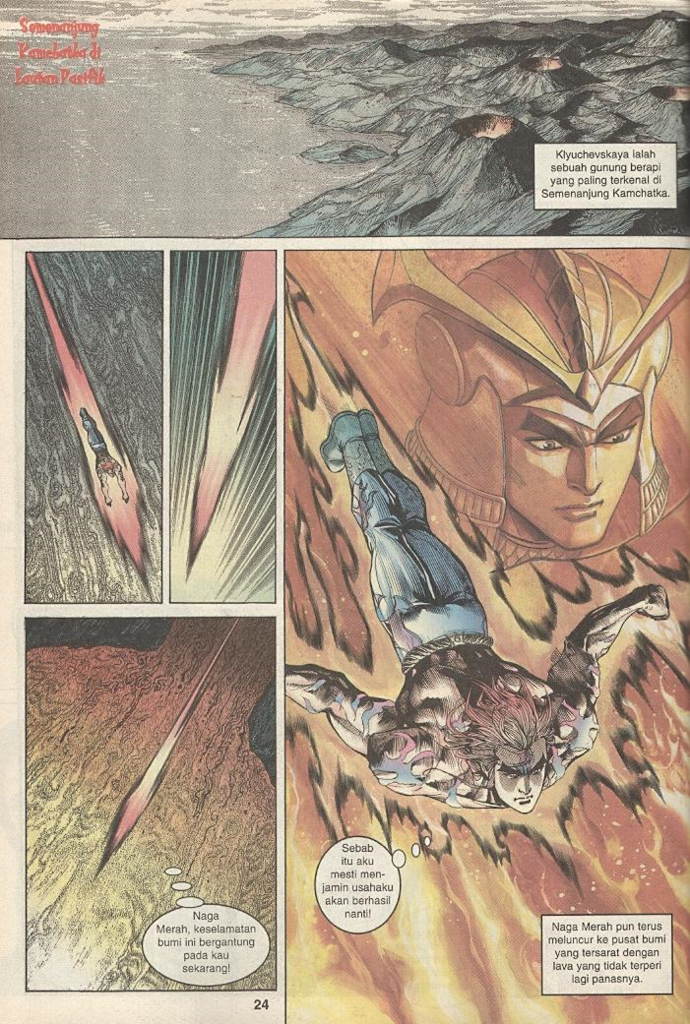 Semenanjung
Kamchatka di
Lautan Pasifik
Klyuchevskaya ialah
sebuah gunung berapi
yang paling terkenal di
Semenanjung Kamchatka.
Naga
Merah, keselamatan
bumi ini bergantung
pada kau
sekarang!
Sebab
itu aku
mesti men-
jamin usahaku
akan berhasil
nanti!
Naga Merah pun terus
meluncur ke pusat bumi
yang tersarat dengan
lava yang tidak terperi
lagi panasnya.
24